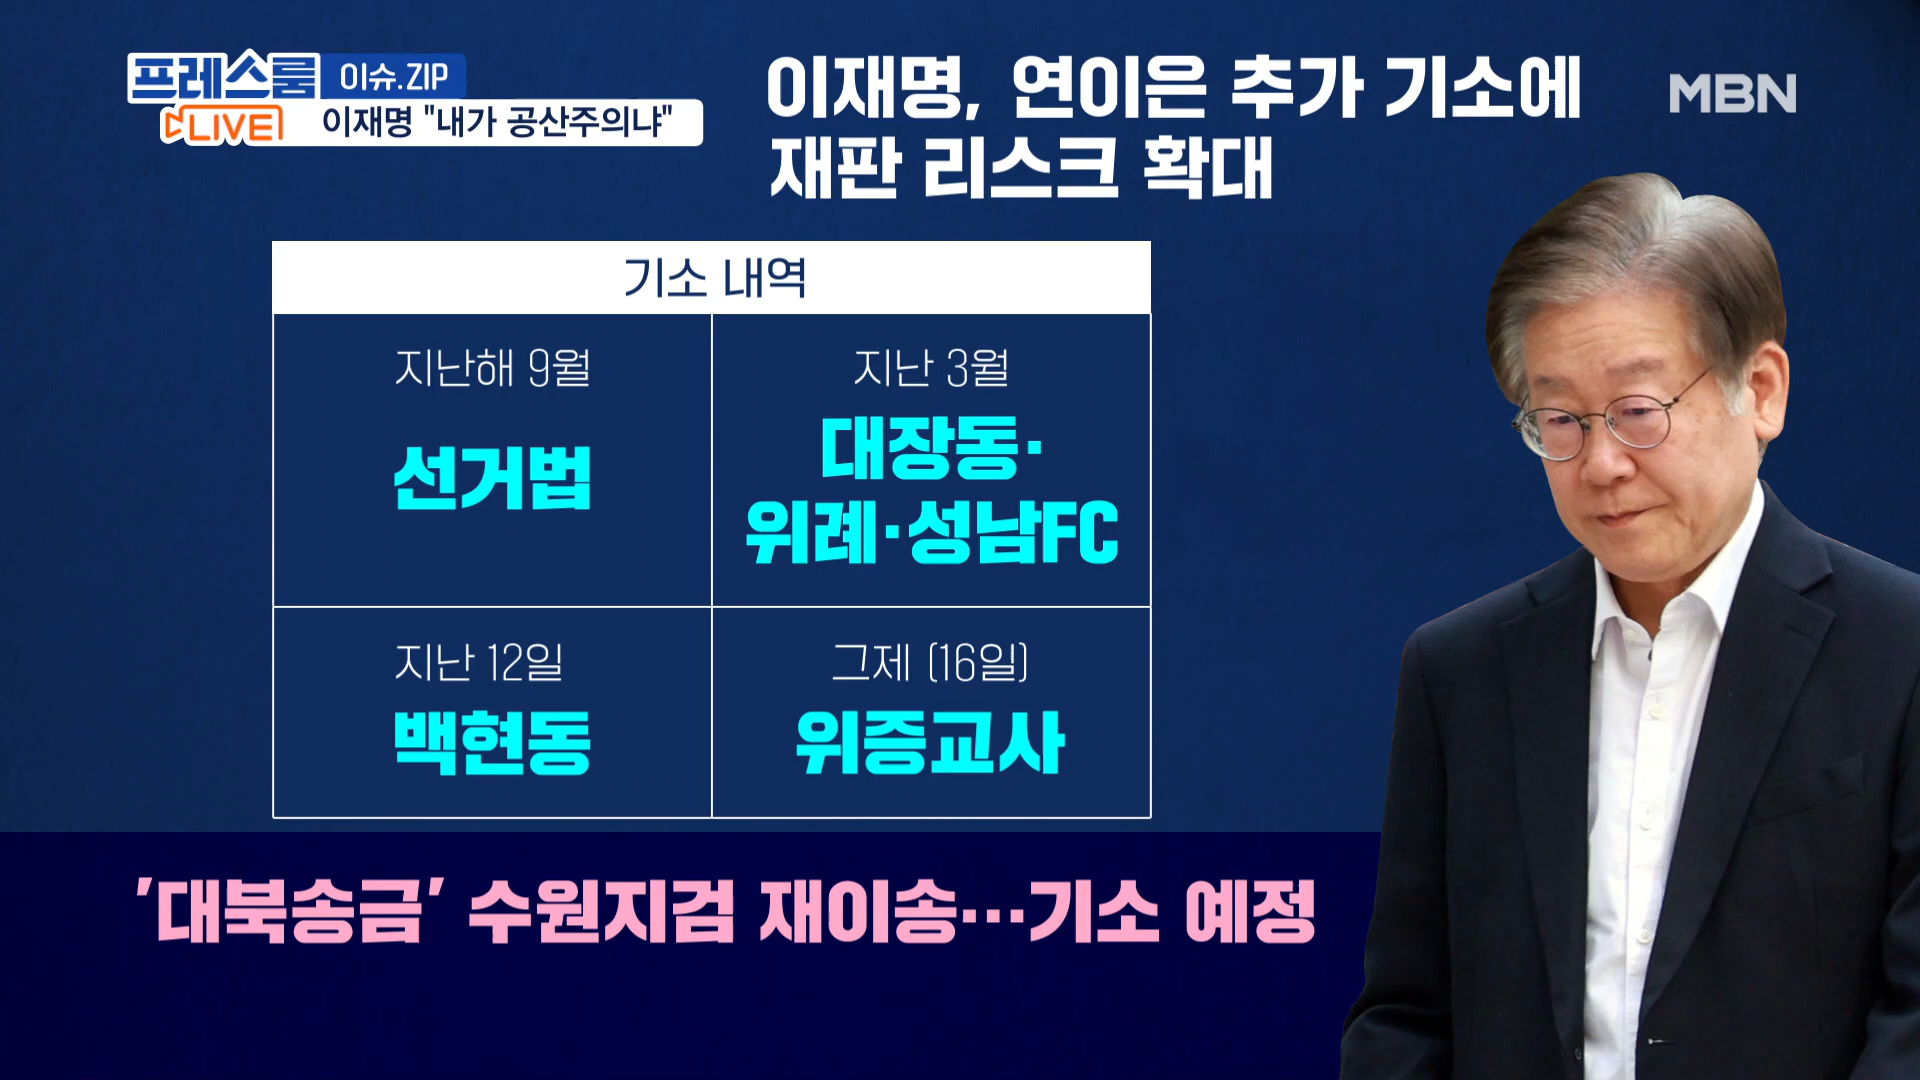 프레스룸
LIVE
이슈.ZIP
이재명 "내가 공산주의냐"
이재명, 연이은 추가 기소에
재판 리스크 확대
MBN
기소 내역
지난해 9월
선거법
지난 3월
대장동·
위례·성남FC
지난 12일
백현동
그제 (16일)
위증교사
'대북송금' 수원지검 재이송…기소 예정